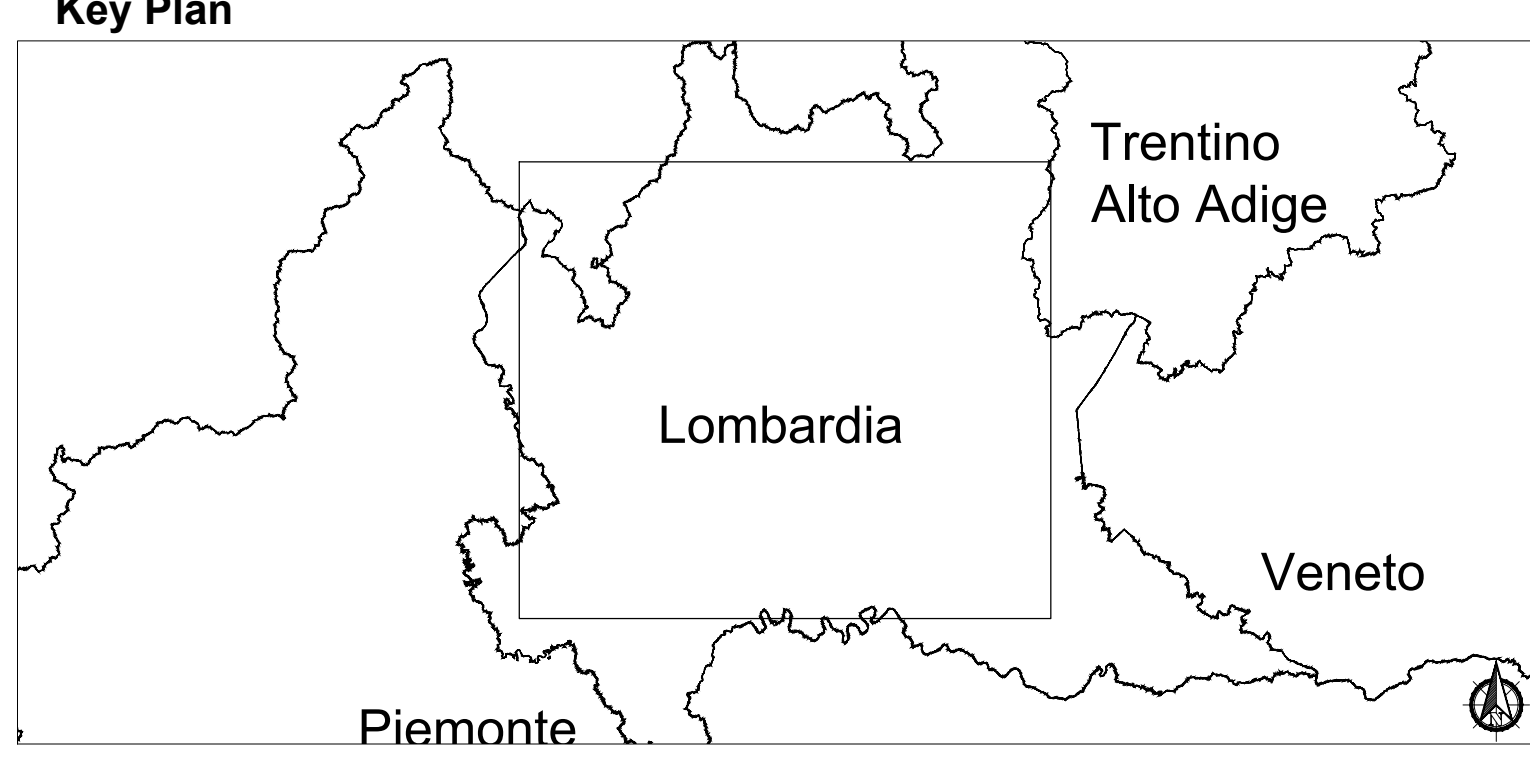 Key Plan
Trentino
Alto Adige
Lombardia
Veneto
Piemonte
N